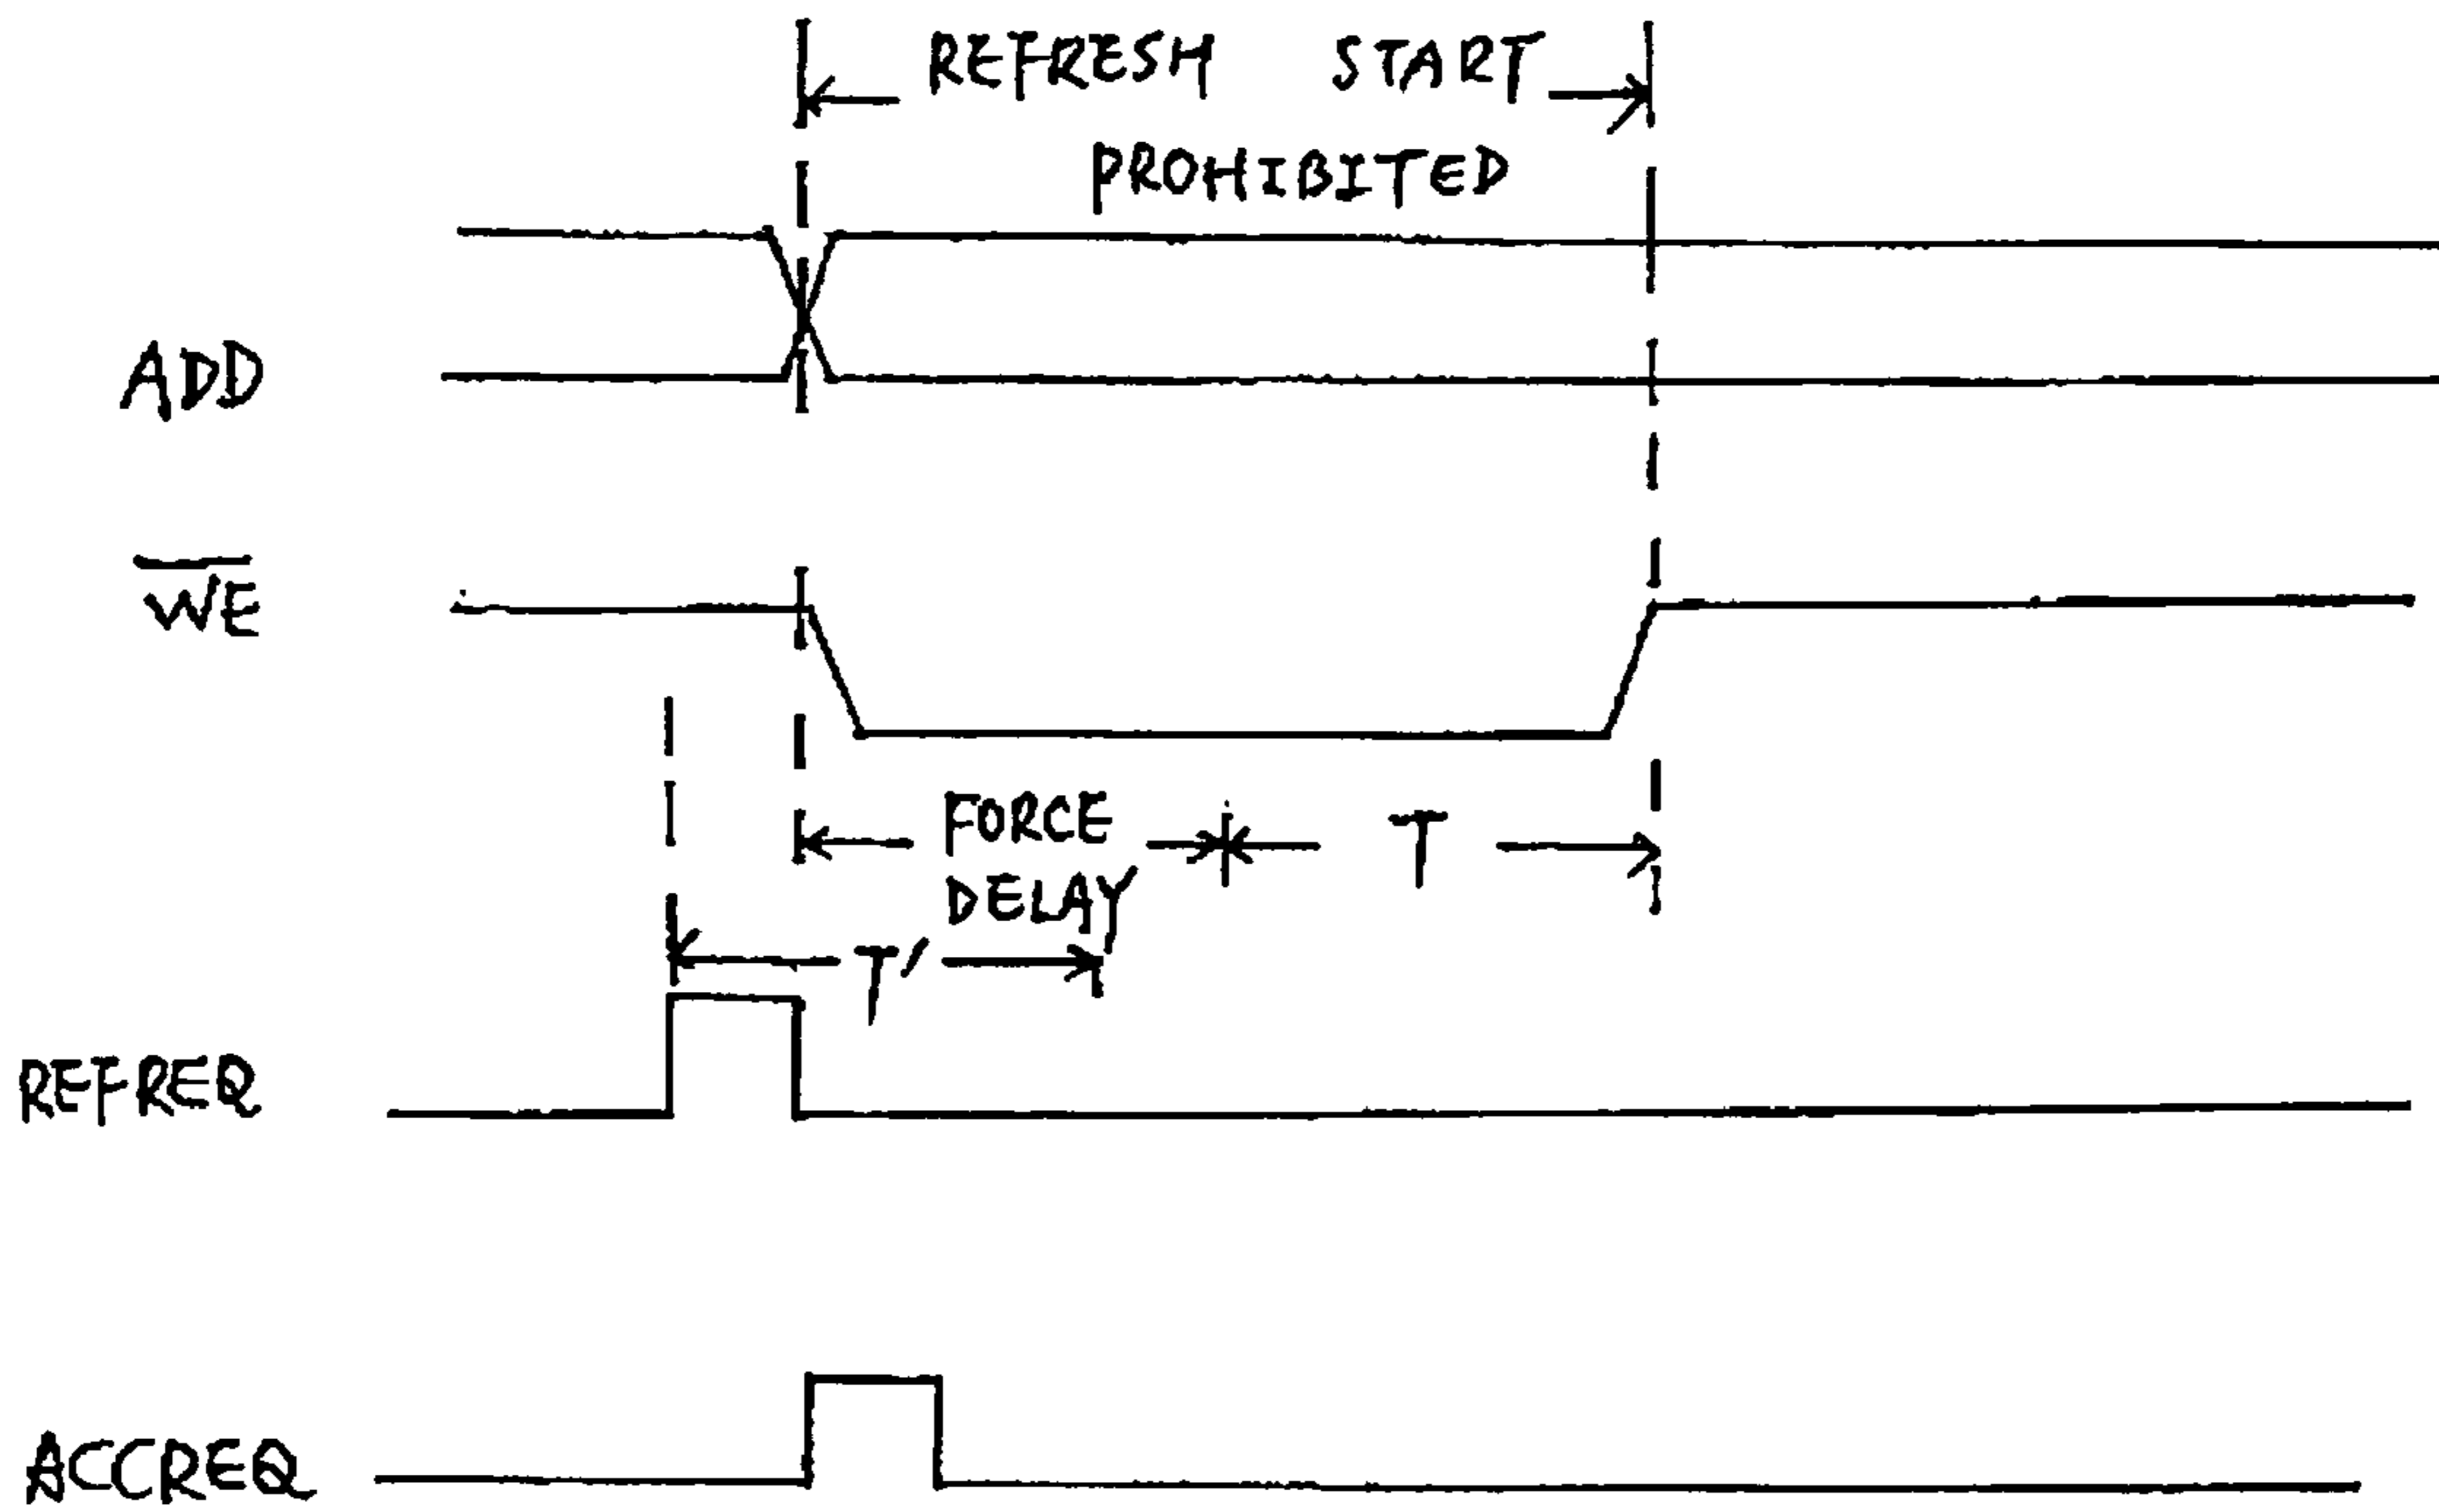 REFRESH START
PROHIBITED
ADD
WE
FORCE
DELAY
T
T'
REFREQ
ACCREQ